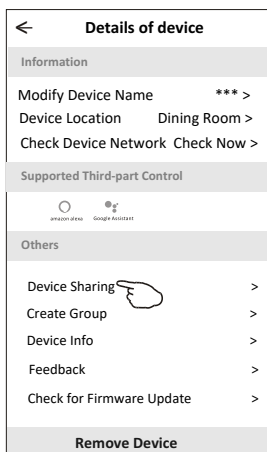 Details of device
Information
Modify Device Name *** >
Device Location Dining Room >
Check Device Network Check Now >
Supported Third-part Control
amazon alexa Google Assistant
Others
Device Sharing >
Create Group >
Device Info >
Feedback >
Check for Firmware Update >
Remove Device